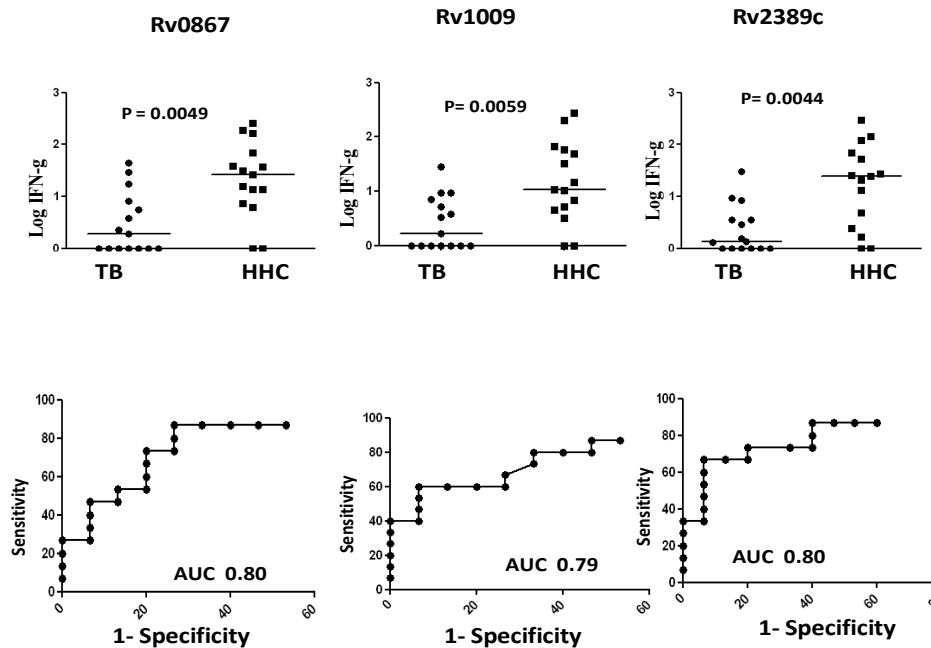 Rv0867
Rv1009
Rv2389c
3
2
1
0
Log IFN-g
P = 0.0049
TB
HHC
3
2
1
0
Log IFN-g
P= 0.0059
TB
HHC
3
2
1
0
Log IFN-g
P= 0.0044
TB
HHC
100
80
60
40
20
0
Sensitivity
AUC 0.80
0
20
40
60
1- Specificity
100
80
60
40
20
0
Sensitivity
AUC 0.79
0
20
40
60
1- Specificity
100
80
60
40
20
0
Sensitivity
AUC 0.80
0
20
40
60
1- Specificity